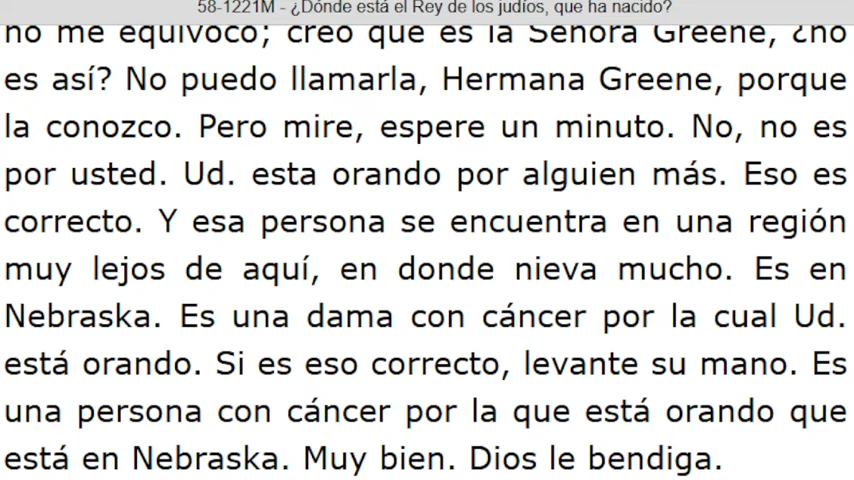 58-1221M - ¿Dónde está el Rey de los judíos, que ha nacido?
no me equivoco; creo que es la Señora Greene, ¿no
es así? No puedo llamarla, Hermana Greene, porque
la conozco. Pero mire, espere un minuto. No, no es
por usted. Ud. esta orando por alguien más. Eso es
correcto. Y esa persona se encuentra en una región
muy lejos de aquí, en donde nieva mucho. Es en
Nebraska. Es una dama con cáncer por la cual Ud.
está orando. Si es eso correcto, levante su mano. Es
una persona con cáncer por la que está orando que
está en Nebraska. Muy bien. Dios le bendiga.